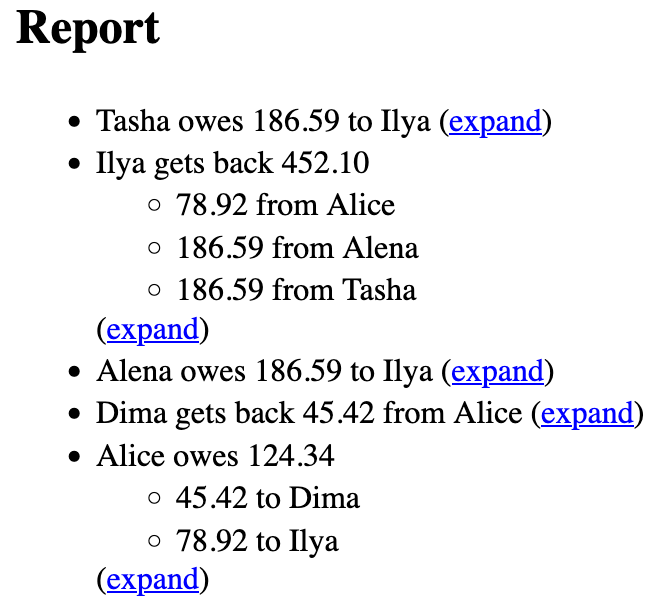 Report
• Tasha owes 186.59 to Ilya (expand)
• Ilya gets back 452.10
◦ 78.92 from Alice
◦ 186.59 from Alena
◦ 186.59 from Tasha
(expand)
• Alena owes 186.59 to Ilya (expand)
• Dima gets back 45.42 from Alice (expand)
• Alice owes 124.34
◦ 45.42 to Dima
◦ 78.92 to Ilya
(expand)